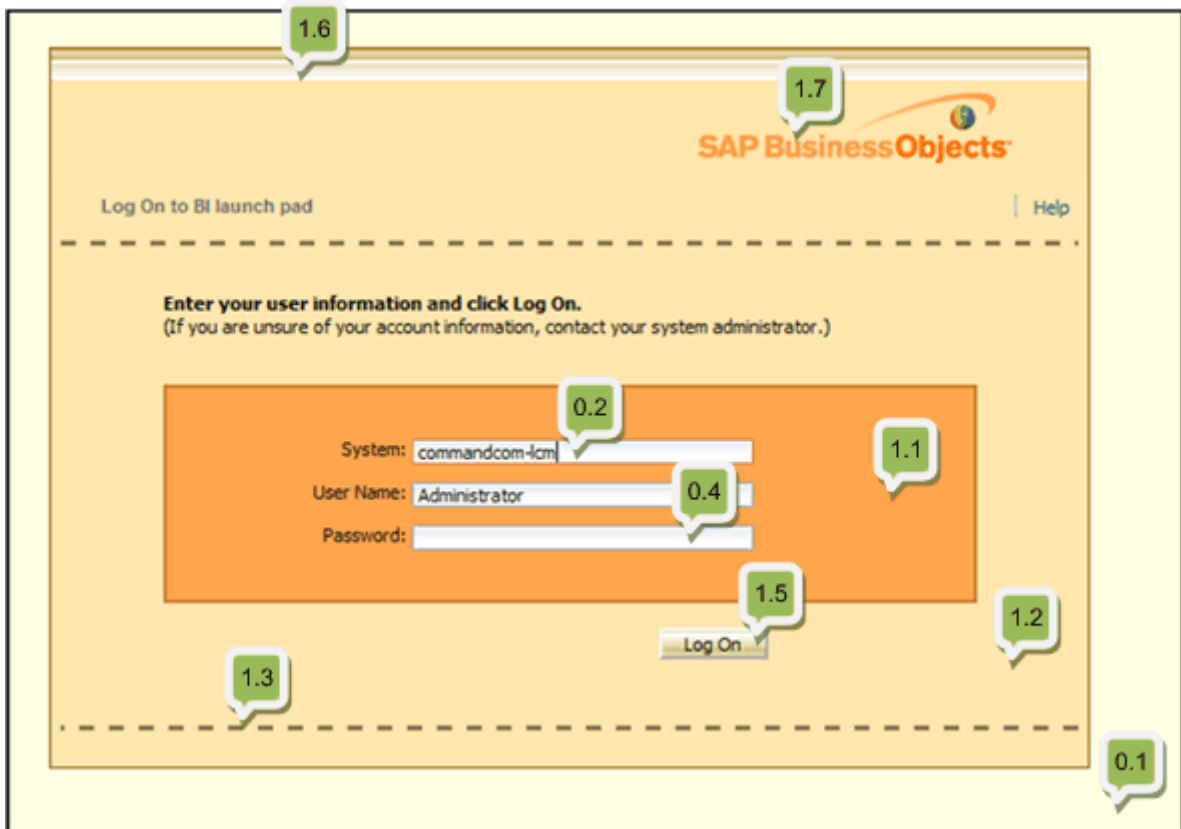 1.6
1.7
SAP BusinessObjects
Log On to BI launch pad
Help
Enter your user information and click Log On.
(If you are unsure of your account information, contact your system administrator.)
0.2
System: commandcom-lcm
1.1
User Name: Administrator
0.4
Password:
1.5
1.2
Log On
1.3
0.1